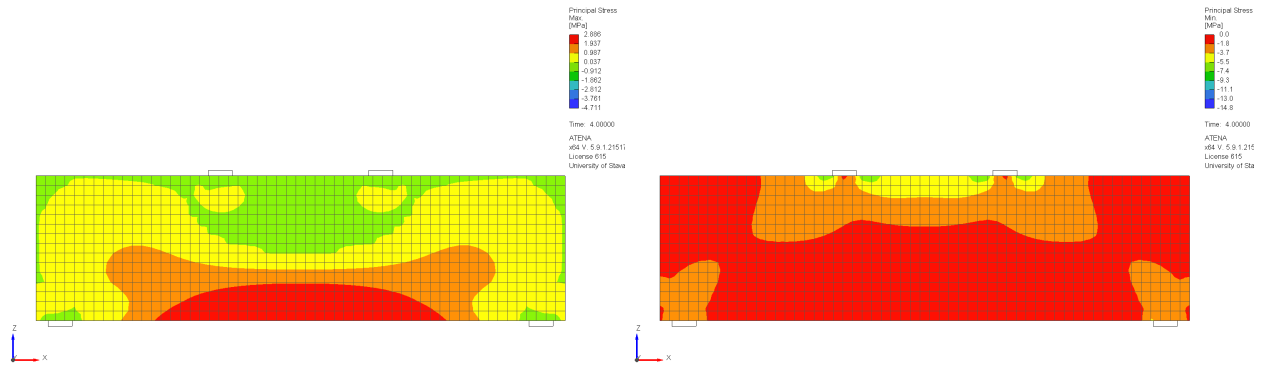 Principal Stress
Max.
[MPa]
2.886
1.937
0.987
0.037
-0.912
-1.862
-2.812
-3.761
-4.711
Time: 4.00000
ATENA
x64 V. 5.9.1.21517
License 615
University of Stava
Z
X
Principal Stress
Min.
[MPa]
0.0
-1.8
-3.7
-5.5
-7.4
-9.3
-11.1
-13.0
-14.8
Time: 4.00000
ATENA
x64 V. 5.9.1.215
License 615
University of Sta
Z
X